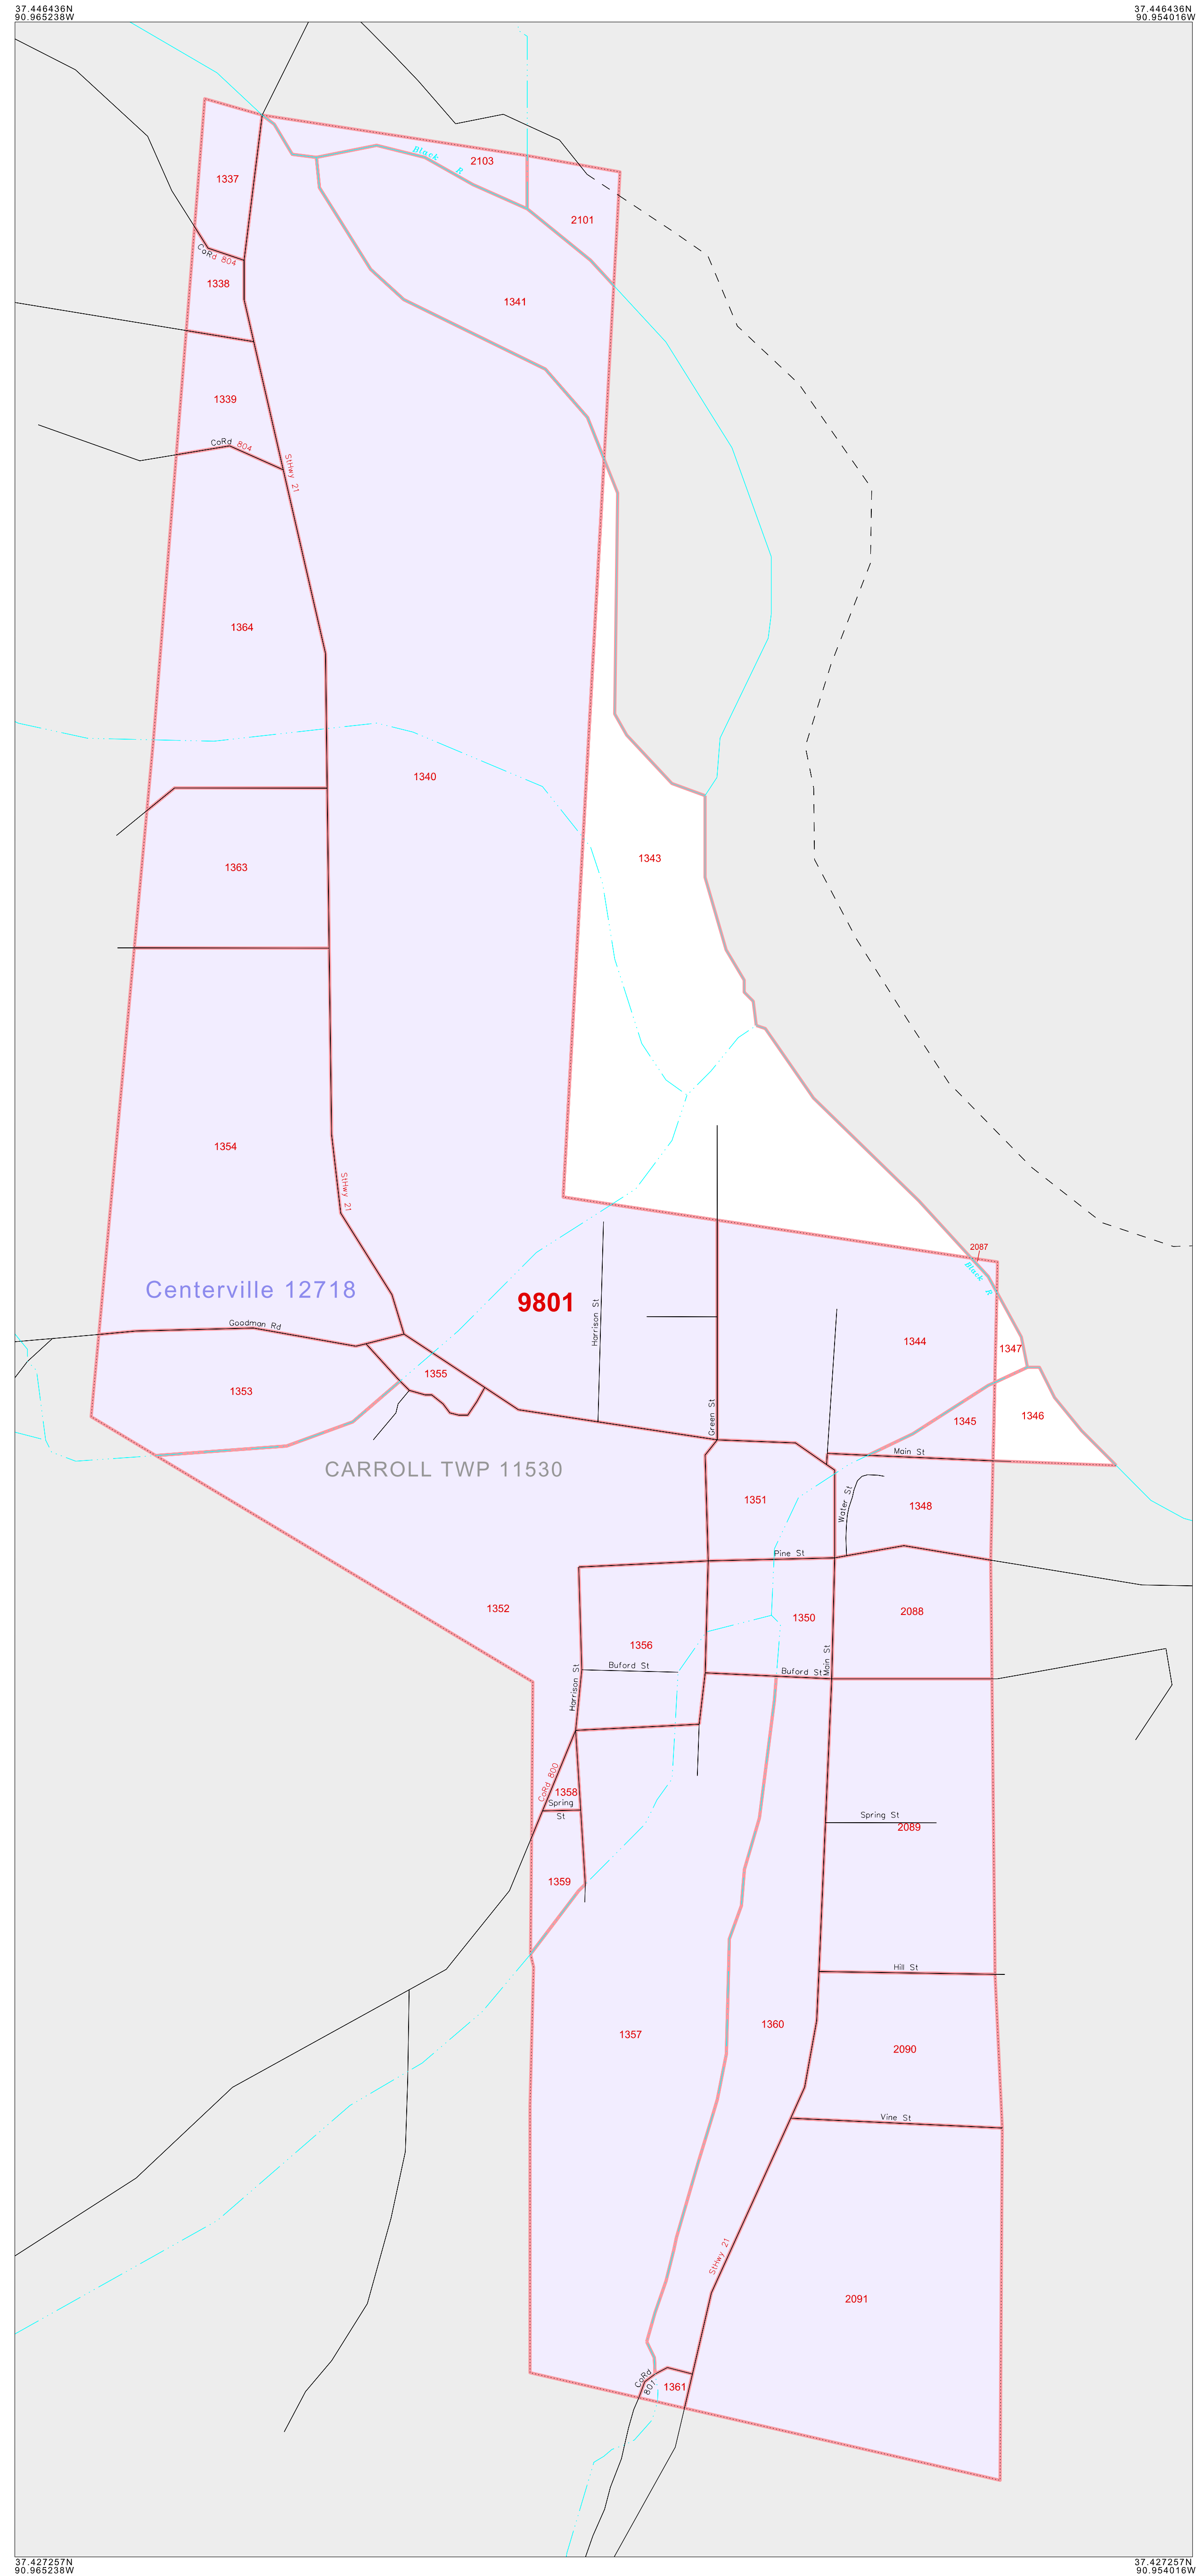 37.446436N
90.965238W
37.446436N
90.954016W
Black R
2103
1337
2101
CoRd 804
1338
1341
1339
CoRd 804
StHwy 21
1364
1340
1343
1363
1354
StHwy 21
2087
Black R
Centerville 12718
9801
Goodman Rd
Harrison St
1344
1347
1355
1353
Green St
1345
1346
Main St
CARROLL TWP 11530
1351
Water St
1348
Pine St
1352
1350
2088
1356
Buford St
Buford St
Main St
Harrison St
CoRd 800
1358
Spring
St
Spring St
2089
1359
Hill St
1357
1360
2090
Vine St
StHwy 21
2091
CoRd
801
1361
37.427257N
90.965238W
37.427257N
90.954016W